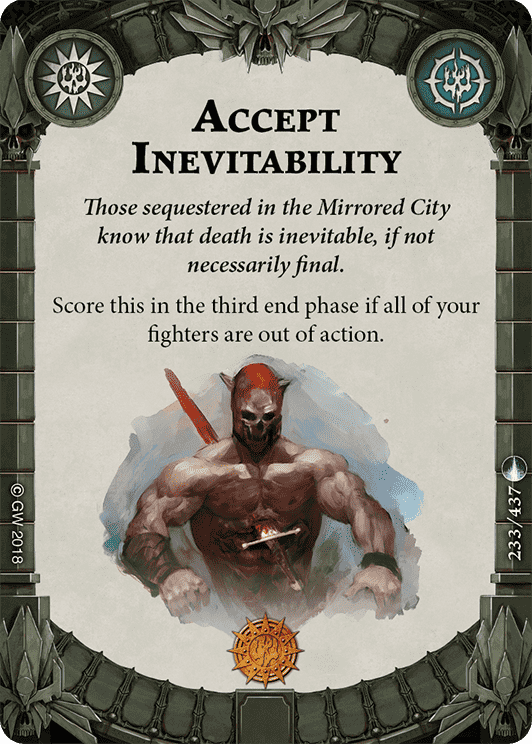 Accept
Inevitability
Those sequestered in the Mirrored City
know that death is inevitable, if not
necessarily final.
Score this in the third end phase if all of your
fighters are out of action.
© GW 2018
233/437